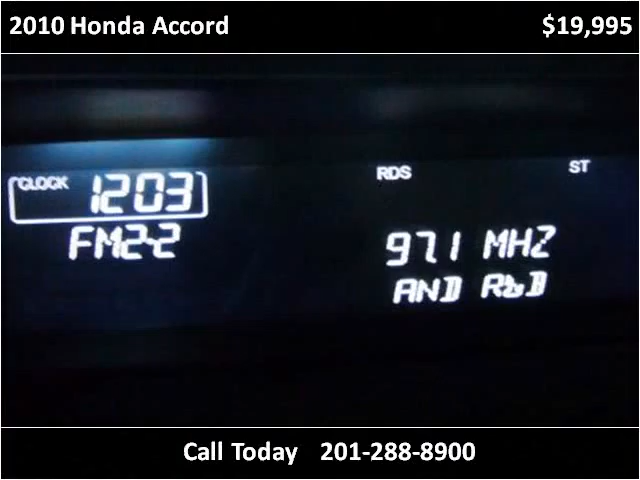 2010 Honda Accord $19,995
CLOCK 1203 RDS ST
FM2-2 97.1 MHZ
AND R&B
Call Today 201-288-8900